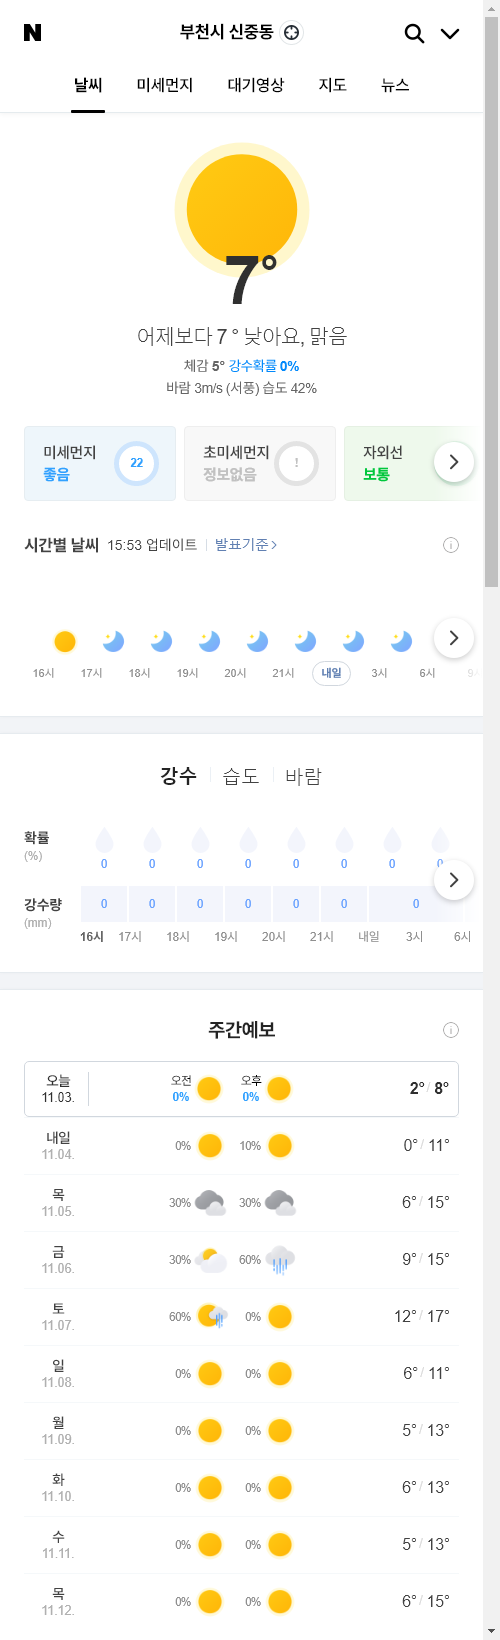 N 부천시 신중동
날씨 미세먼지 대기영상 지도 뉴스
7°
어제보다 7 ° 낮아요, 맑음
체감 5° 강수확률 0%
바람 3m/s (서풍) 습도 42%
미세먼지 22 초미세먼지 ! 자외선
좋음 정보없음 보통
시간별 날씨 15:53 업데이트 발표기준 >
16시 17시 18시 19시 20시 21시 내일 3시 6시
강수 습도 바람
확률
(%)
0 0 0 0 0 0 0 0
강수량 0 0 0 0 0 0 0
(mm)
16시 17시 18시 19시 20시 21시 내일 3시 6시
주간예보
오늘 오전 오후
11.03. 0% 0% 2° / 8°
내일
11.04. 0% 10% 0° / 11°
목
11.05. 30% 30% 6° / 15°
금
11.06. 30% 60% 9° / 15°
토
11.07. 60% 0% 12° / 17°
일
11.08. 0% 0% 6° / 11°
월
11.09. 0% 0% 5° / 13°
화
11.10. 0% 0% 6° / 13°
수
11.11. 0% 0% 5° / 13°
목
11.12. 0% 0% 6° / 15°